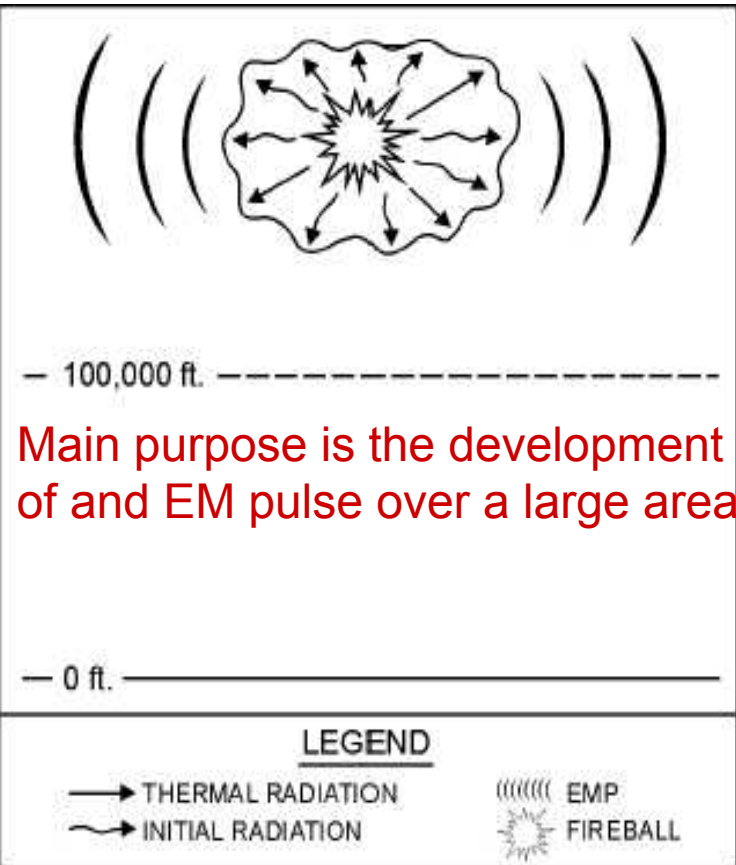 — 100,000 ft.
Main purpose is the development
of and EM pulse over a large area
— 0 ft.
LEGEND
THERMAL RADIATION
EMP
INITIAL RADIATION
FIREBALL